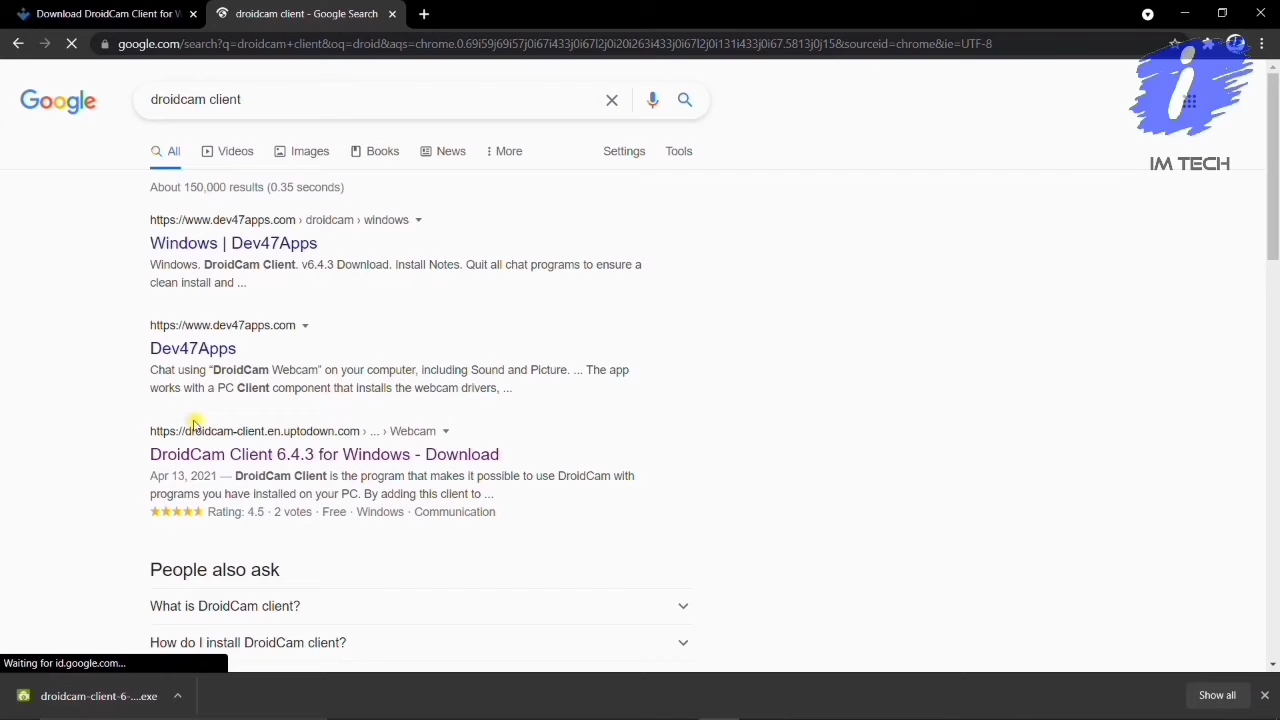 Download DroidCam Client for W
droidcam client - Google Search
google.com/search?q=droidcam+client&oq=droid&aqs=chrome.0.69i59j69i57j0i67i433j0i67l2j0i20i263i433j0i67l2j0i131i433j0i67.5813j0j15&sourceid=chrome&ie=UTF-8
Google
droidcam client
i
IM TECH
All
Videos
Images
Books
News
More
Settings
Tools
About 150,000 results (0.35 seconds)
https://www.dev47apps.com › droidcam › windows
Windows | Dev47Apps
Windows. DroidCam Client. v6.4.3 Download. Install Notes. Quit all chat programs to ensure a
clean install and ...
https://www.dev47apps.com
Dev47Apps
Chat using "DroidCam Webcam" on your computer, including Sound and Picture. ... The app
works with a PC Client component that installs the webcam drivers, ...
https://droidcam-client.en.uptodown.com › ... › Webcam
DroidCam Client 6.4.3 for Windows - Download
Apr 13, 2021 — DroidCam Client is the program that makes it possible to use DroidCam with
programs you have installed on your PC. By adding this client to ...
Rating: 4.5 · 2 votes · Free · Windows · Communication
People also ask
What is DroidCam client?
How do I install DroidCam client?
Waiting for id.google.com...
droidcam-client-6-....exe
Show all